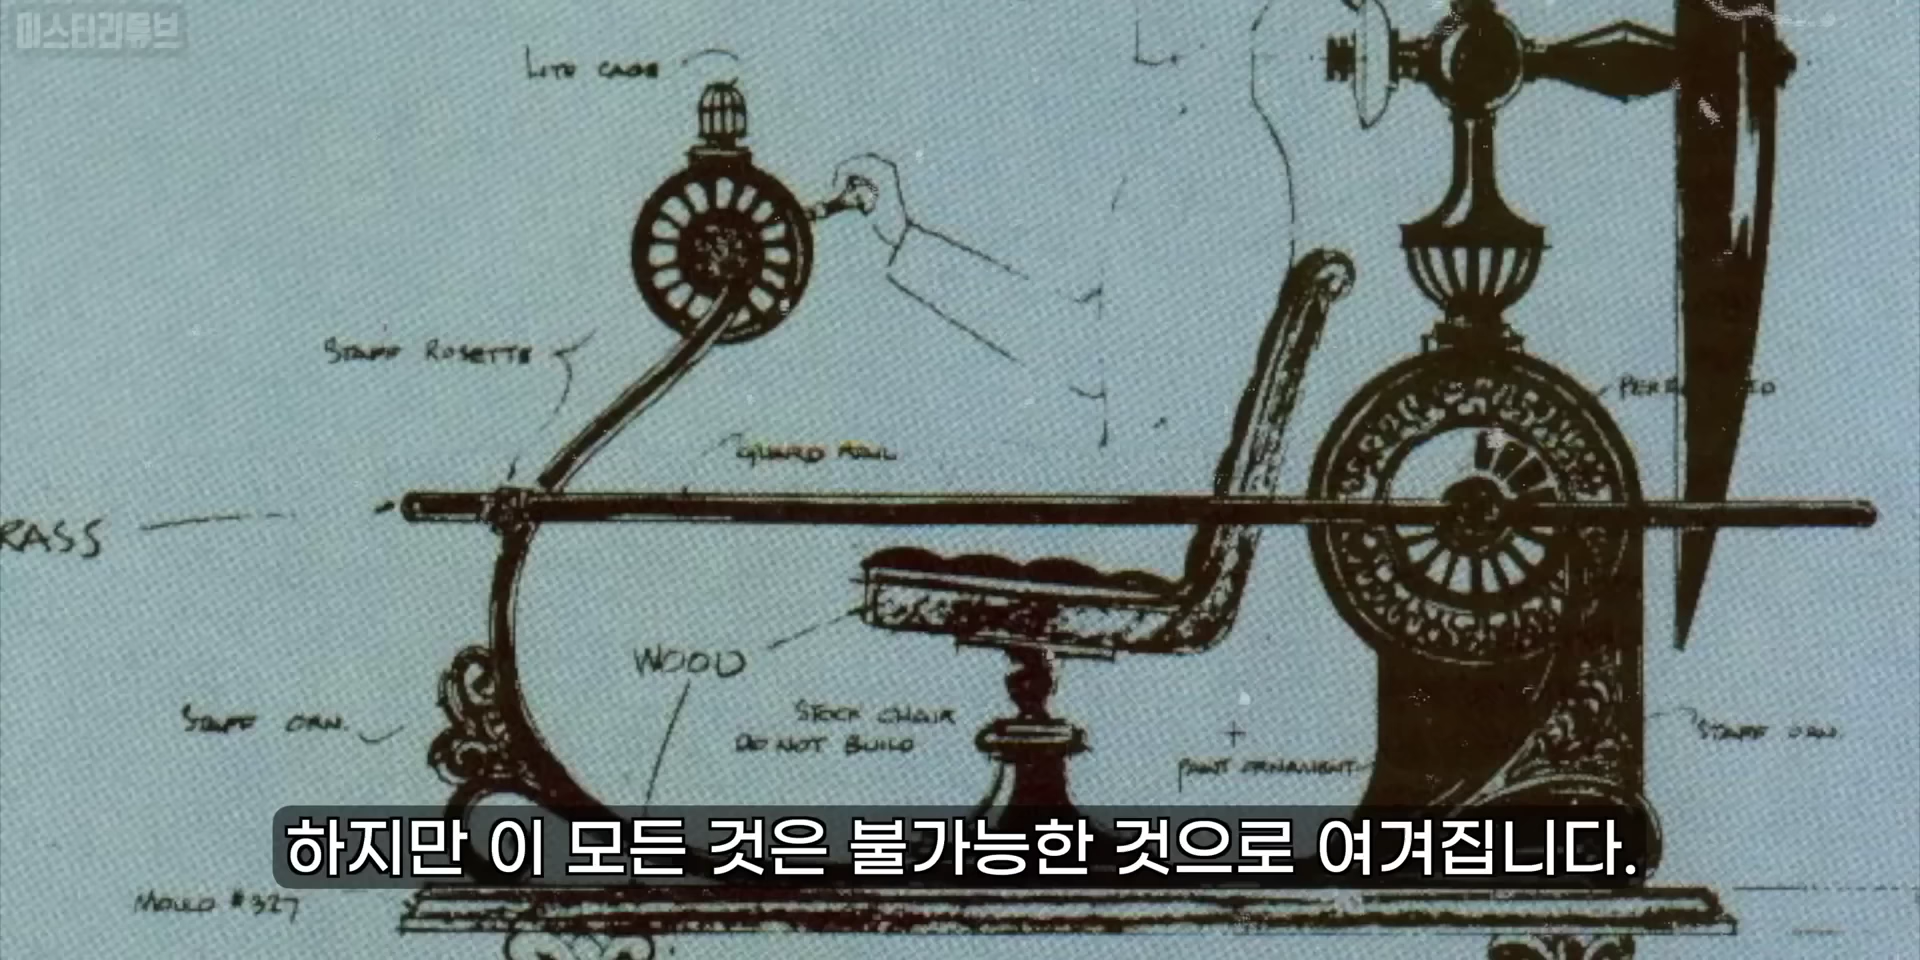 미스터리튜브
LITE CAGE
STAFF ROSETTE
GUARD RAIL
RASS
WOOD
STAFF ORN.
STOCK CHAIR
DO NOT BUILD
PAINT ORNAMENT
STAFF ORN.
하지만 이 모든 것은 불가능한 것으로 여겨집니다.
MOULD #327